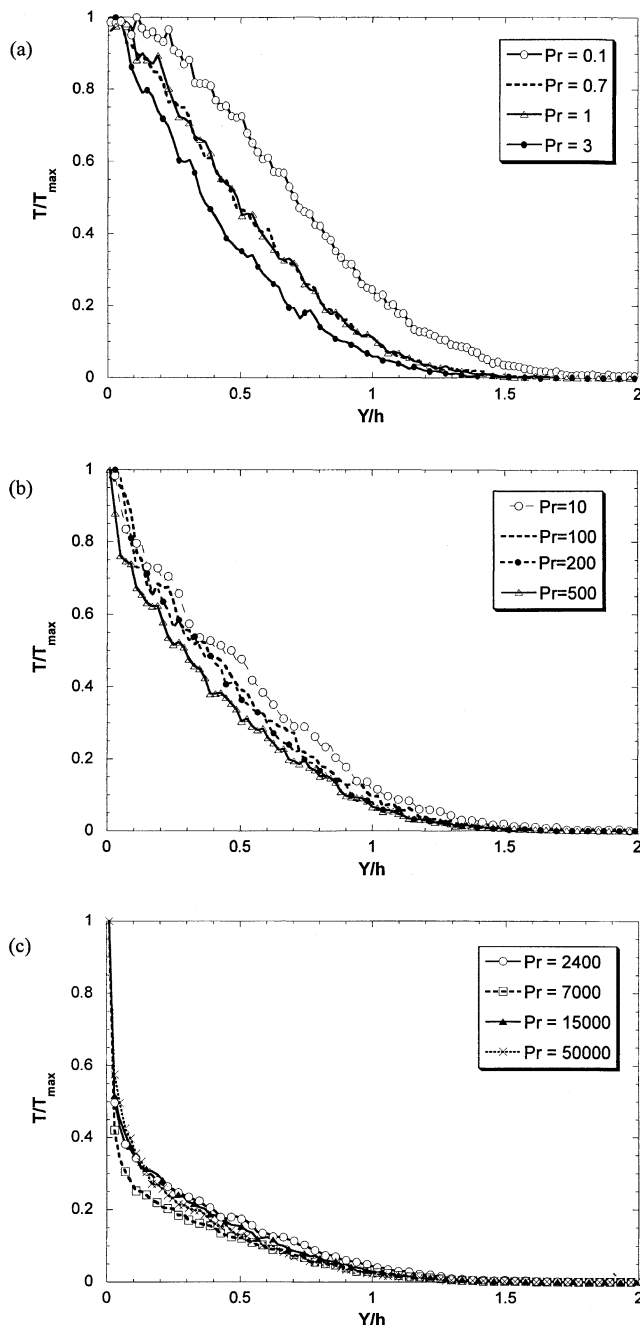 (a)
1
0.8
0.6
0.4
0.2
0
T/Tmax
Pr = 0.1
Pr = 0.7
Pr = 1
Pr = 3
0 0.5 1 1.5 2
Y/h
(b)
1
0.8
0.6
0.4
0.2
0
T/Tmax
Pr=10
Pr=100
Pr=200
Pr=500
0 0.5 1 1.5 2
Y/h
(c)
1
0.8
0.6
0.4
0.2
0
T/Tmax
Pr = 2400
Pr = 7000
Pr = 15000
Pr = 50000
0 0.5 1 1.5 2
Y/h